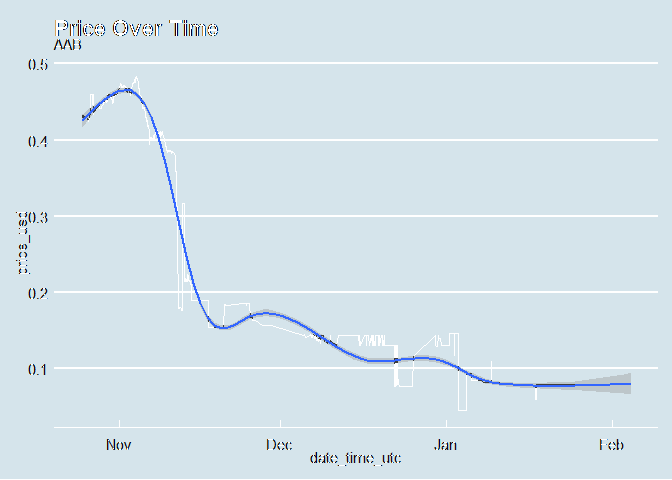 Price Over Time
AAB
0.5
0.4
0.3
0.2
0.1
price_usd
Nov Dec Jan Feb
date_time_utc